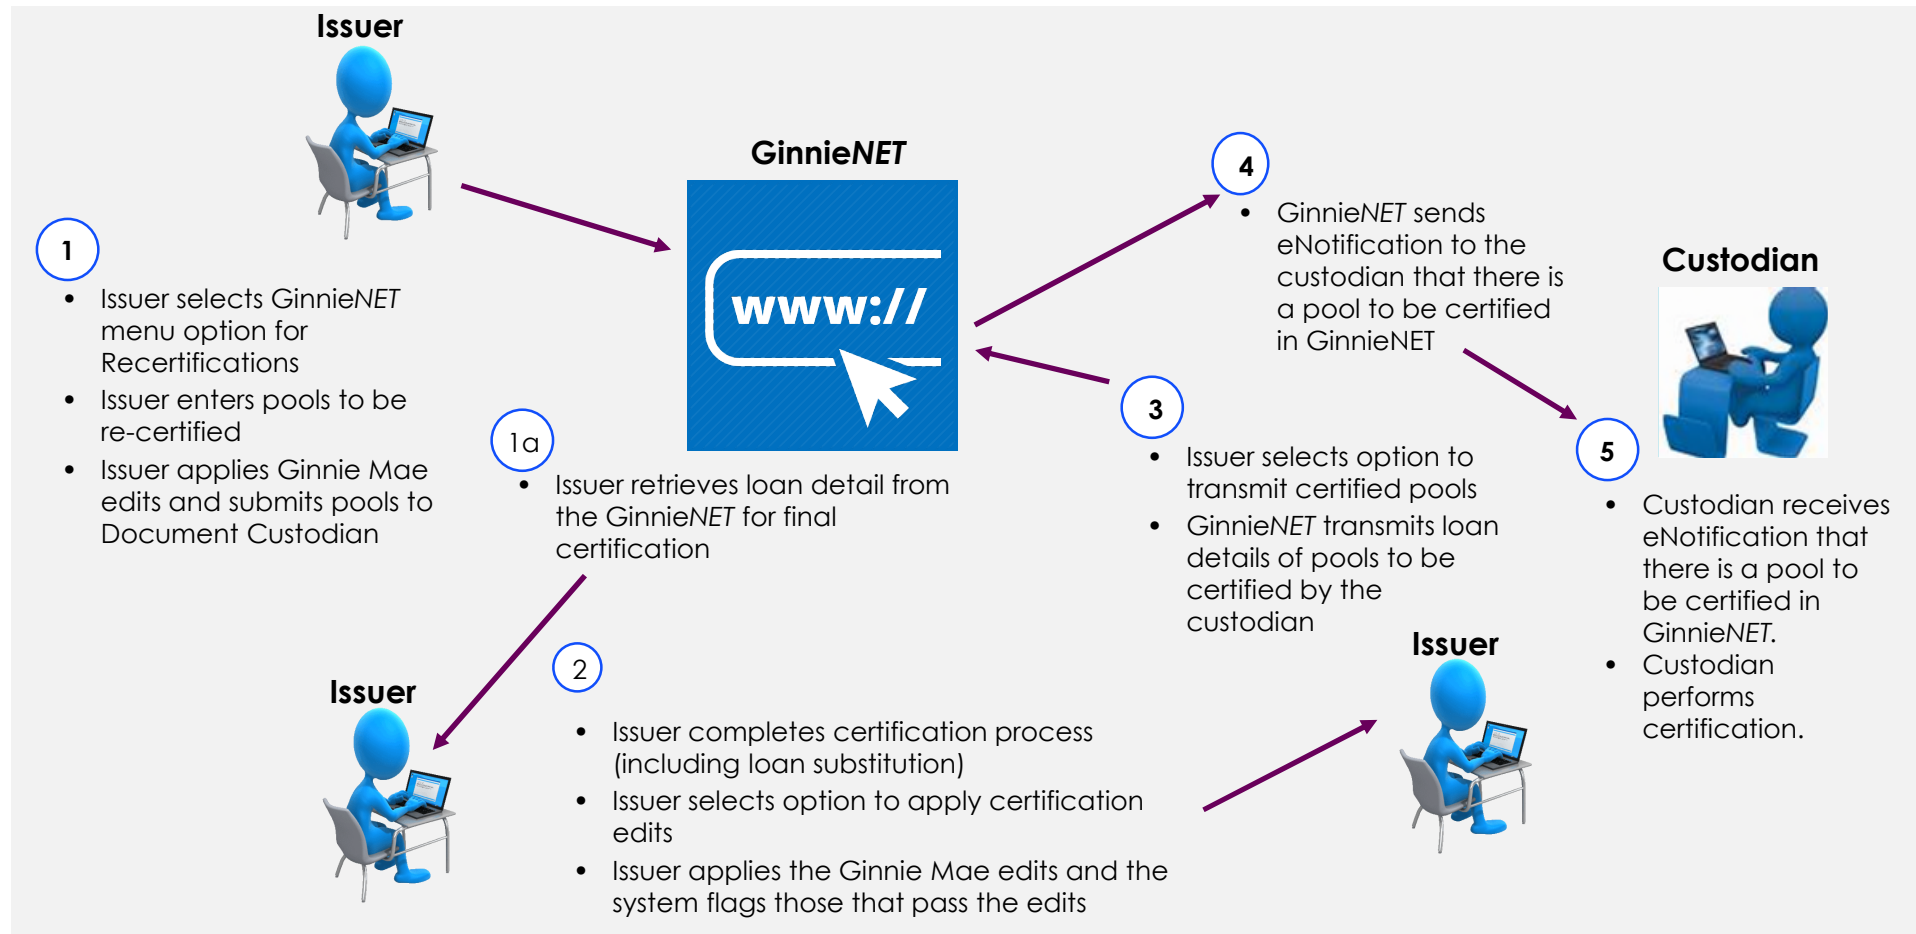 Issuer
1
• Issuer selects GinnieNET
menu option for
Recertifications
• Issuer enters pools to be
re-certified
• Issuer applies Ginnie Mae
edits and submits pools to
Document Custodian
GinnieNET
www://
1a
• Issuer retrieves loan detail from
the GinnieNET for final
certification
Issuer
2
• Issuer completes certification process
(including loan substitution)
• Issuer selects option to apply certification
edits
• Issuer applies the Ginnie Mae edits and the
system flags those that pass the edits
3
• Issuer selects option to
transmit certified pools
• GinnieNET transmits loan
details of pools to be
certified by the
custodian
Issuer
4
• GinnieNET sends
eNotification to the
custodian that there is
a pool to be certified
in GinnieNET
Custodian
5
• Custodian receives
eNotification that
there is a pool to
be certified in
GinnieNET.
• Custodian
performs
certification.